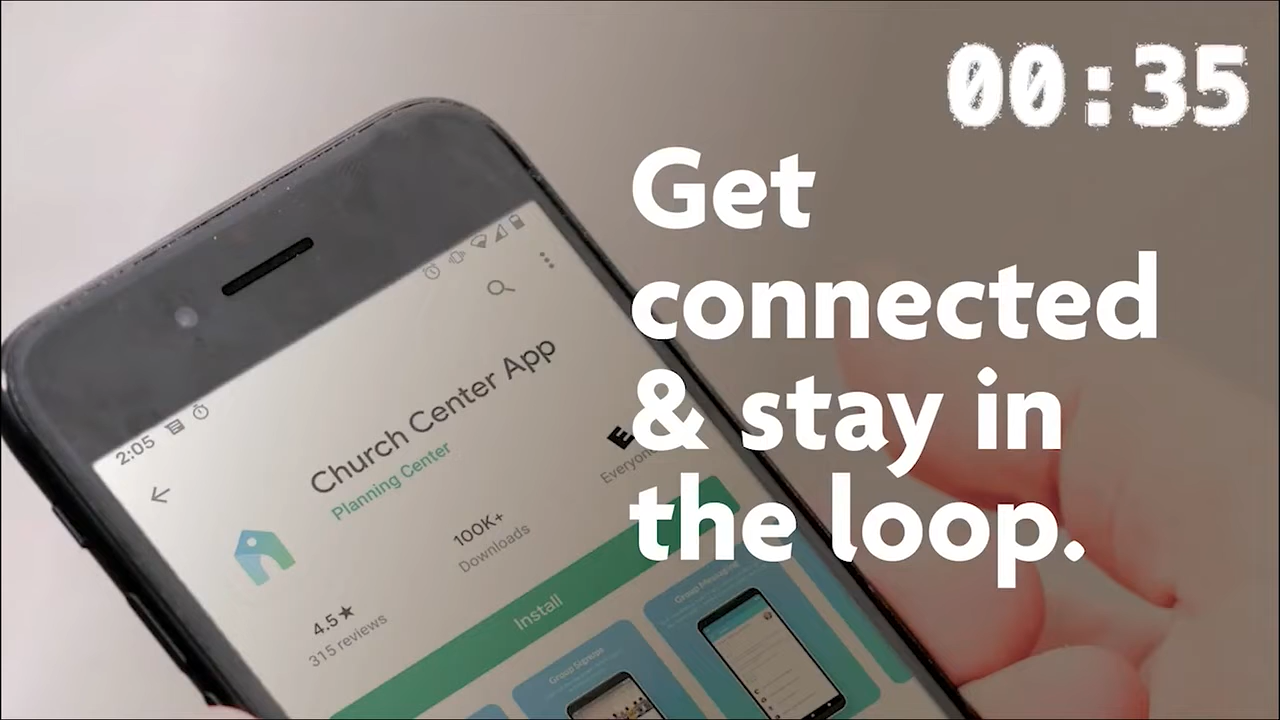 00:35
Get
connected
& stay in
the loop.
2:05
Church Center App
Planning Center
4.5★
315 reviews
100K+
Downloads
E
Everyone
Install
Group Signups
Group Messaging